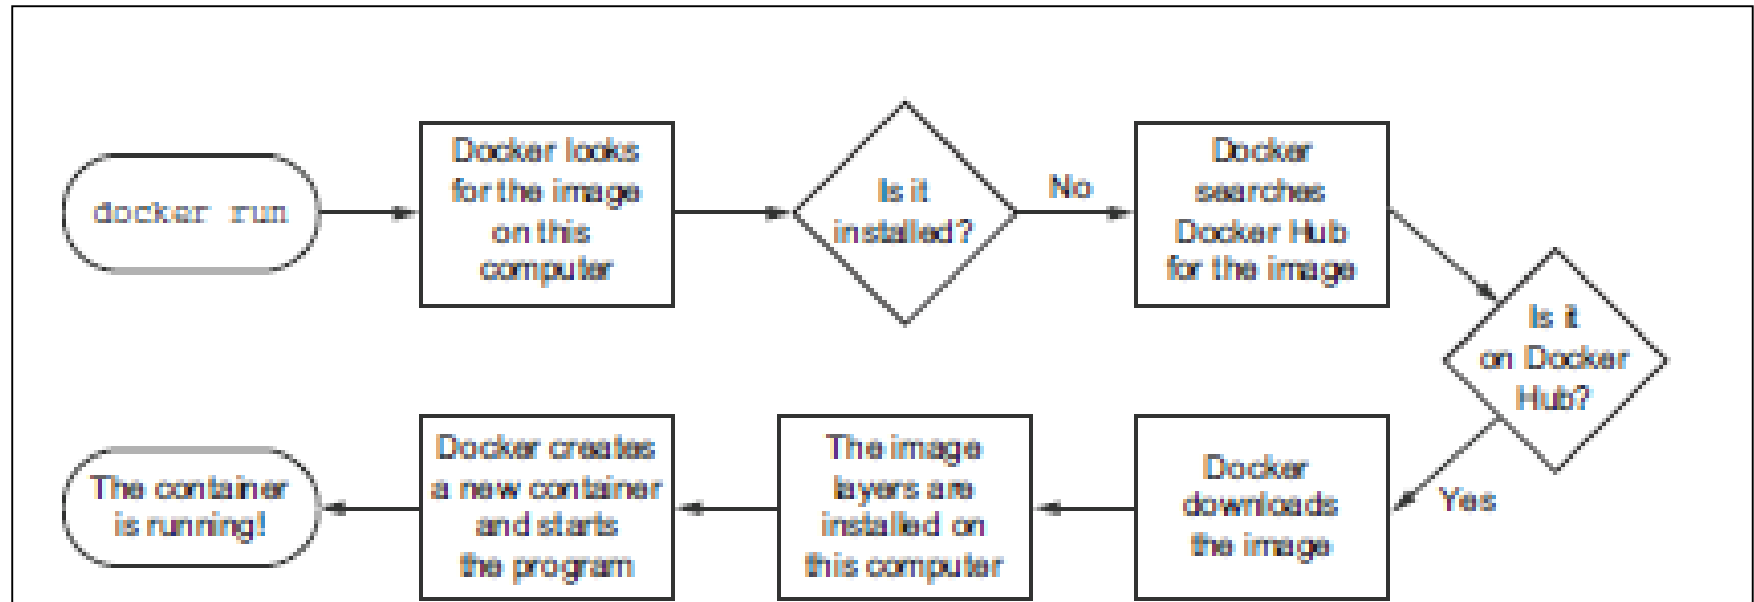 docker run
Docker looks
for the image
on this
computer
Is it
installed?
No
Docker
searches
Docker Hub
for the image
Is it
on Docker
Hub?
Yes
Docker
downloads
the image
The image
layers are
installed on
this computer
Docker creates
a new container
and starts
the program
The container
is running!